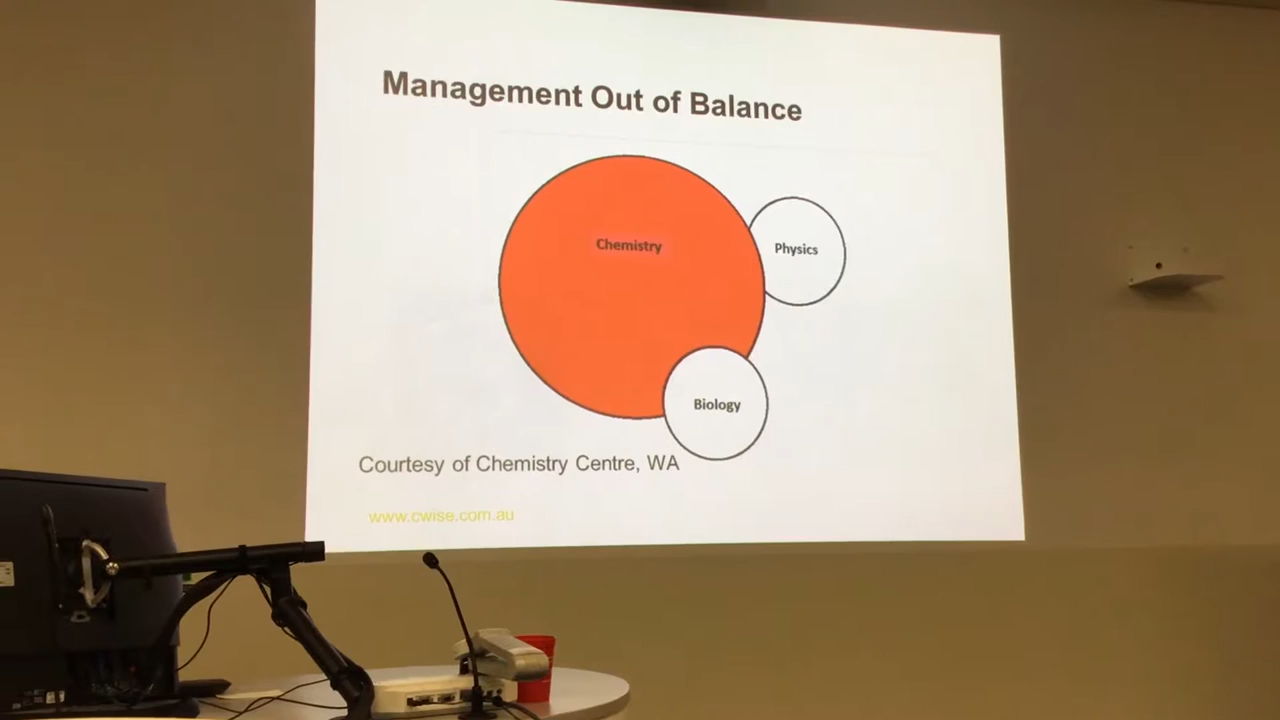 Management Out of Balance
Chemistry
Physics
Biology
Courtesy of Chemistry Centre, WA
www.cwise.com.au